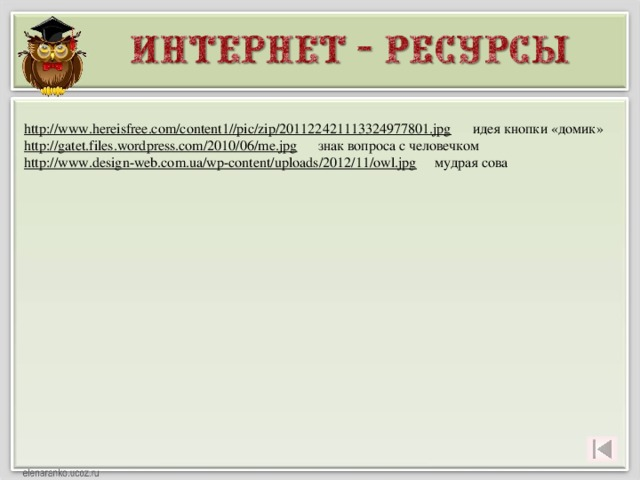 ИНТЕРНЕТ - РЕСУРСЫ
http://www.hereisfree.com/content1//pic/zip/201122421113324977801.jpg идея кнопки «домик»
http://gatet.files.wordpress.com/2010/06/me.jpg знак вопроса с человечком
http://www.design-web.com.ua/wp-content/uploads/2012/11/owl.jpg мудрая сова
elenaranko.ucoz.ru